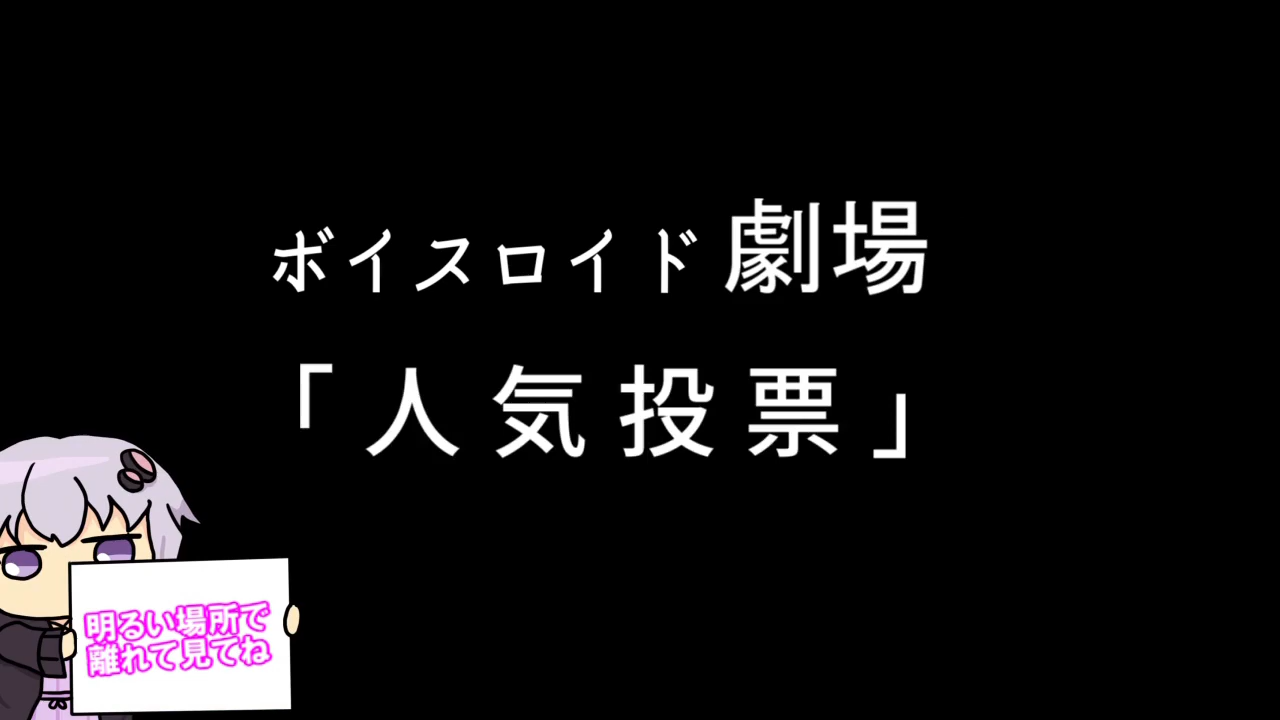 ボイスロイド劇場
「人気投票」
明るい場所で
離れて見てね